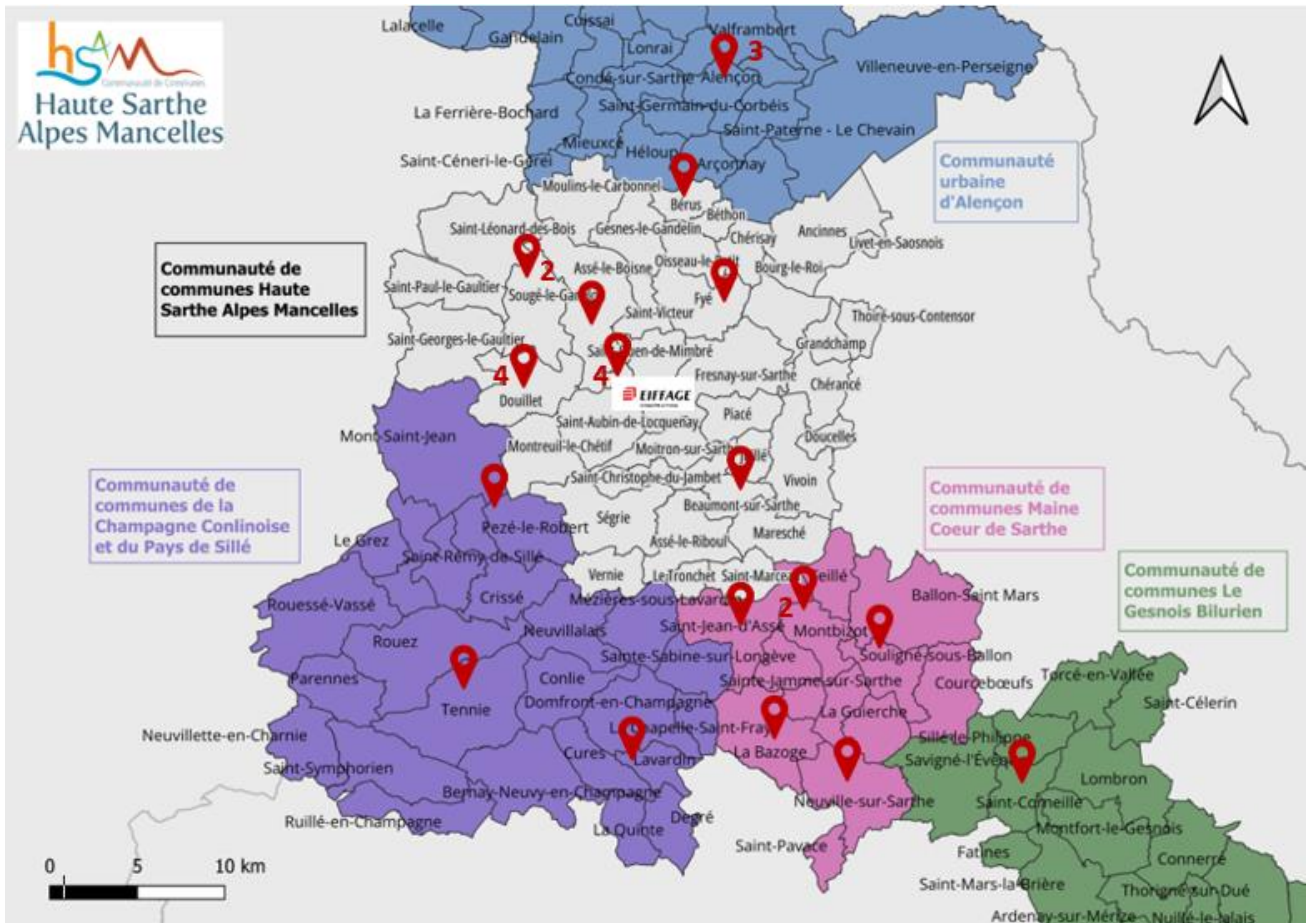 hsam
Communauté de Communes
Haute Sarthe
Alpes Mancelles
Lalacelle
Cuissai
Gandelain
Lonrai
Valframbert
3
Villeneuve-en-Perseigne
Condé-sur-Sarthe
Alençon
La Ferrière-Bochard
Saint-Germain-du-Corbéis
Saint-Paterne - Le Chevain
Mieuxcé
Héloup
Arçonnay
Saint-Céneri-le-Gérei
Communauté
urbaine
d'Alençon
Moulins-le-Carbonnel
Bérus
Béthon
Saint-Léonard-des-Bois
Gesnes-le-Gandelin
Chérisay
Ancinnes
Livet-en-Saosnois
Communauté de
communes Haute
Sarthe Alpes Mancelles
2
Assé-le-Boisne
Bourg-le-Roi
Saint-Paul-le-Gaultier
Fyé
Saint-Victeur
Thoiré-sous-Contensor
Saint-Georges-le-Gaultier
Grandchamp
4
4
Fresnay-sur-Sarthe
Chérancé
EIFFAGE
Douillet
Piacé
Saint-Aubin-de-Locquenay
Mont-Saint-Jean
Montreuil-le-Chétif
Moitron-sur-Sarthe
Doucelles
Saint-Christophe-du-Jambet
Vivoin
Communauté de
communes de la
Champagne Conlinoise
et du Pays de Sillé
Communauté de
communes Maine
Coeur de Sarthe
Beaumont-sur-Sarthe
Ségrie
Pezé-le-Robert
Le Grez
Assé-le-Riboul
Maresché
Saint-Rémy-de-Sillé
Vernie
Le Tronchet
Saint-Marceau
Communauté de
communes Le
Gesnois Bilurien
Crissé
Rouessé-Vassé
Mézières-sous-Lavardin
2
Ballon-Saint Mars
Saint-Jean-d'Assé
Montbizot
Rouez
Neuvillalais
Sainte-Sabine-sur-Longève
Souligné-sous-Ballon
Parennes
Conlie
Sainte-Jamme-sur-Sarthe
Courcebœufs
Torcé-en-Vallée
Saint-Célerin
Tennie
Domfront-en-Champagne
La Guierche
Neuvillette-en-Charnie
Sillé-le-Philippe
Cures
Lavardin
La Bazoge
Saint-Symphorien
Lombron
Bernay-Neuvy-en-Champagne
Neuville-sur-Sarthe
Saint-Corneille
Ruillé-en-Champagne
La Quinte
Degré
Montfort-le-Gesnois
Saint-Pavace
Fatines
Connerré
Saint-Mars-la-Brière
Thorigné-sur-Dué
Ardenay-sur-Mérize
Nuillé-le-Jalais
0 5 10 km